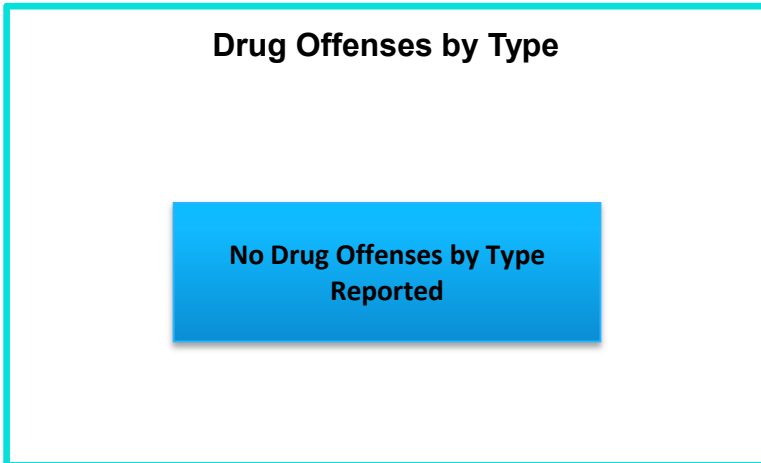 Drug Offenses by Type
No Drug Offenses by Type
Reported